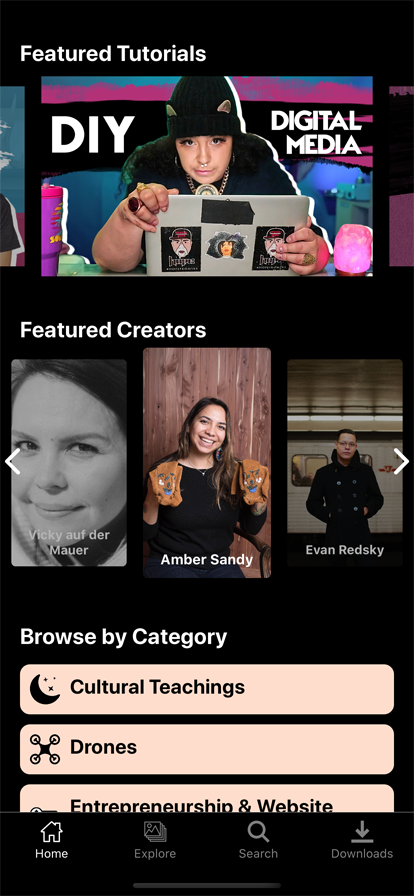 Featured Tutorials
DIY
DIGITAL
MEDIA
Featured Creators
Vicky auf der
Mauer
Amber Sandy
Evan Redsky
Browse by Category
Cultural Teachings
Drones
Entrepreneurship & Website
Home
Explore
Search
Downloads